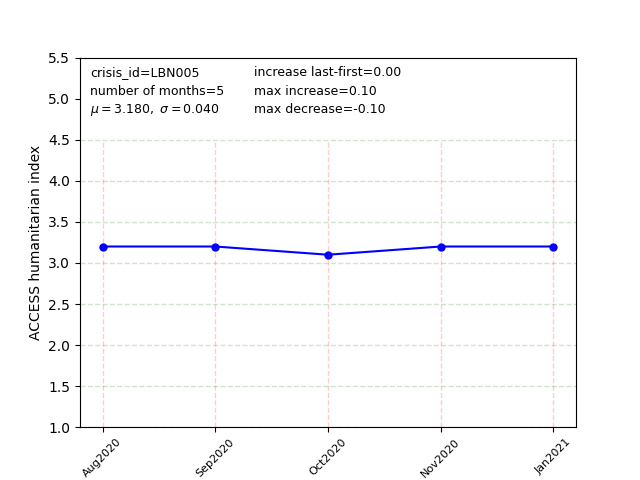 crisis_id=LBN005
number of months=5
μ = 3.180, σ = 0.040
increase last-first=0.00
max increase=0.10
max decrease=-0.10
ACCESS humanitarian index
5.5
5.0
4.5
4.0
3.5
3.0
2.5
2.0
1.5
1.0
Aug2020
Sep2020
Oct2020
Nov2020
Jan2021